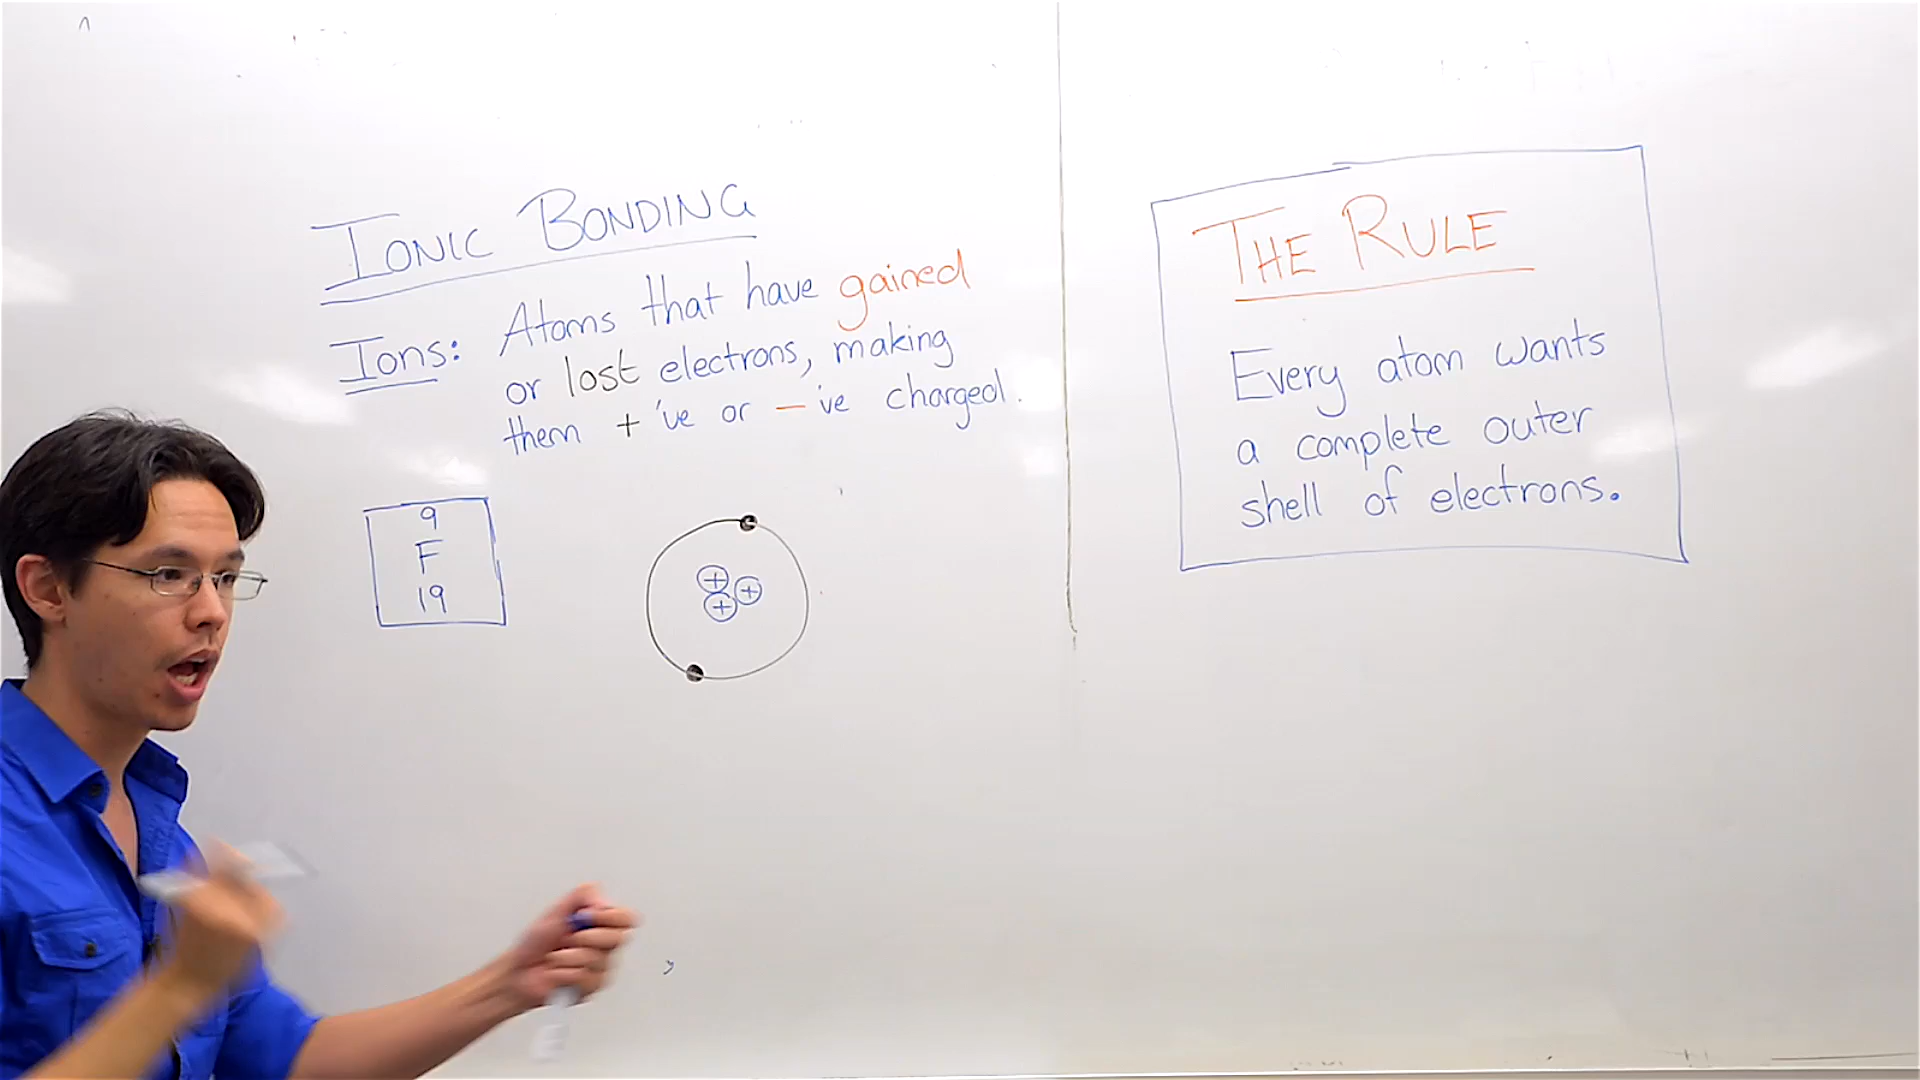 IONIC BONDING
Ions: Atoms that have gained
or lost electrons, making
them +'ve or -'ve charged.
9
F
19
+
+
+
THE RULE
Every atom wants
a complete outer
shell of electrons.